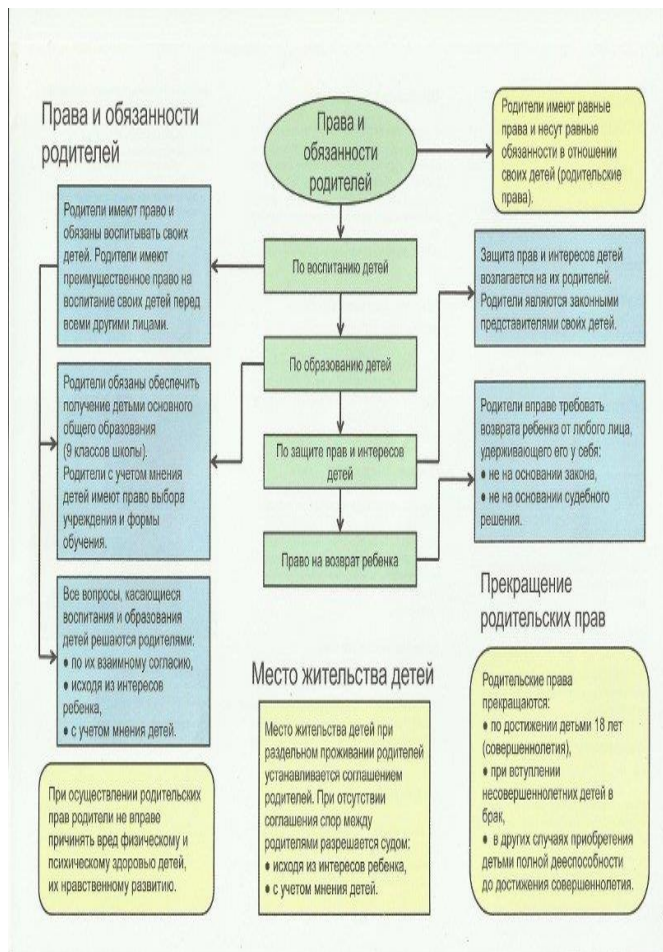 Права и обязанности
родителей
Права и
обязанности
родителей
Родители имеют равные
права и несут равные
обязанности в отношении
своих детей (родительские
права).
Родители имеют право и
обязаны воспитывать своих
детей. Родители имеют
преимущественное право на
воспитание своих детей перед
всеми другими лицами.
По воспитанию детей
Защита прав и интересов детей
возлагается на их родителей.
Родители являются законными
представителями своих детей.
По образованию детей
Родители обязаны обеспечить
получение детьми основного
общего образования
(9 классов школы).
Родители с учетом мнения
детей имеют право выбора
учреждения и формы
обучения.
По защите прав и интересов
детей
Родители вправе требовать
возврата ребенка от любого лица,
удерживающего его у себя:
● не на основании закона,
● не на основании судебного
решения.
Право на возврат ребенка
Все вопросы, касающиеся
воспитания и образования
детей решаются родителями:
● по их взаимному согласию,
● исходя из интересов
ребенка,
● с учетом мнения детей.
При осуществлении родительских
прав родители не вправе
причинять вред физическому и
психическому здоровью детей,
их нравственному развитию.
Место жительства детей
Место жительства детей при
раздельном проживании родителей
устанавливается соглашением
родителей. При отсутствии
соглашения спор между
родителями разрешается судом:
● исходя из интересов ребенка,
● с учетом мнения детей.
Прекращение
родительских прав
Родительские права
прекращаются:
● по достижении детьми 18 лет
(совершеннолетия),
● при вступлении
несовершеннолетних детей в
брак,
● в других случаях приобретения
детьми полной дееспособности
до достижения совершеннолетия.